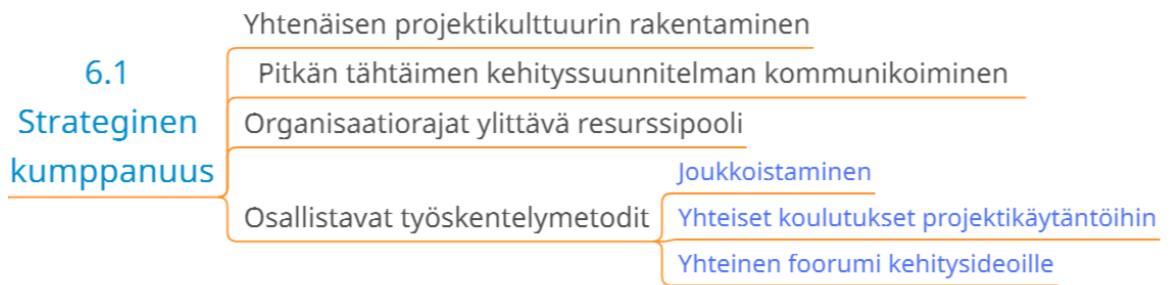 6.1
Strateginen
kumppanuus
Yhtenäisen projektikulttuurin rakentaminen
Pitkän tähtäimen kehityssuunnitelman kommunikoiminen
Organisaatiorajat ylittävä resurssipooli
Osallistavat työskentelymetodit
Joukkoistaminen
Yhteiset koulutukset projektikäytäntöihin
Yhteinen foorumi kehitysideoille